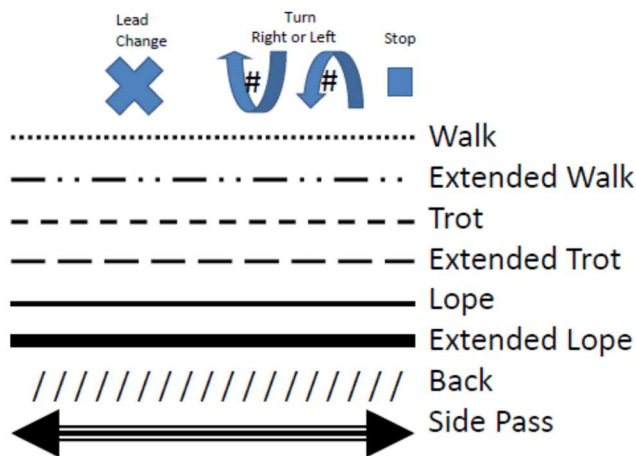 Lead
Change
Turn
Right or Left
Stop
# #
Walk
Extended Walk
Trot
Extended Trot
Lope
Extended Lope
Back
Side Pass